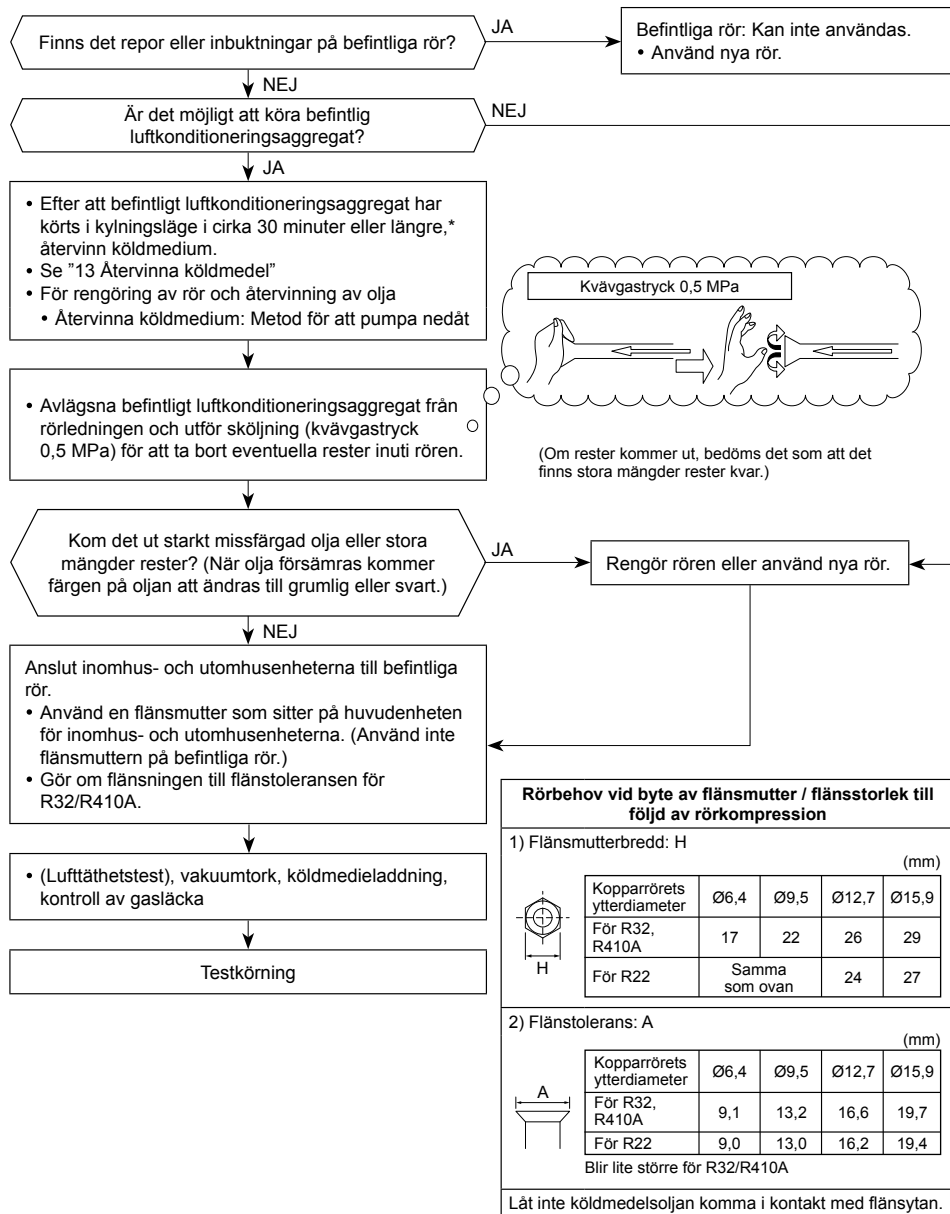 Finns det repor eller inbuktningar på befintliga rör?
JA
Befintliga rör: Kan inte användas.
• Använd nya rör.
NEJ
Är det möjligt att köra befintlig
luftkonditioneringsaggregat?
NEJ
JA
• Efter att befintligt luftkonditioneringsaggregat har
körts i kylningsläge i cirka 30 minuter eller längre,*
återvinn köldmedium.
• Se ”13 Återvinna köldmedel”
• För rengöring av rör och återvinning av olja
• Återvinna köldmedium: Metod för att pumpa nedåt
Kvävgastryck 0,5 MPa
• Avlägsna befintligt luftkonditioneringsaggregat från
rörledningen och utför sköljning (kvävgastryck
0,5 MPa) för att ta bort eventuella rester inuti rören.
(Om rester kommer ut, bedöms det som att det
finns stora mängder rester kvar.)
Kom det ut starkt missfärgad olja eller stora
mängder rester? (När olja försämras kommer
färgen på oljan att ändras till grumlig eller svart.)
JA
Rengör rören eller använd nya rör.
NEJ
Anslut inomhus- och utomhusenheterna till befintliga
rör.
• Använd en flänsmutter som sitter på huvudenheten
för inomhus- och utomhusenheterna. (Använd inte
flänsmuttern på befintliga rör.)
• Gör om flänsningen till flänstoleransen för
R32/R410A.
• (Lufttäthetstest), vakuumtork, köldmedieladdning,
kontroll av gasläcka
Testkörning
Rörbehov vid byte av flänsmutter / flänsstorlek till
följd av rörkompression
1) Flänsmutterbredd: H
(mm)
H
Kopparrörets
ytterdiameter Ø6,4 Ø9,5 Ø12,7 Ø15,9
För R32,
R410A 17 22 26 29
För R22 Samma
som ovan 24 27
2) Flänstolerans: A
(mm)
A
Kopparrörets
ytterdiameter Ø6,4 Ø9,5 Ø12,7 Ø15,9
För R32,
R410A 9,1 13,2 16,6 19,7
För R22 9,0 13,0 16,2 19,4
Blir lite större för R32/R410A
Låt inte köldmedelsoljan komma i kontakt med flänsytan.